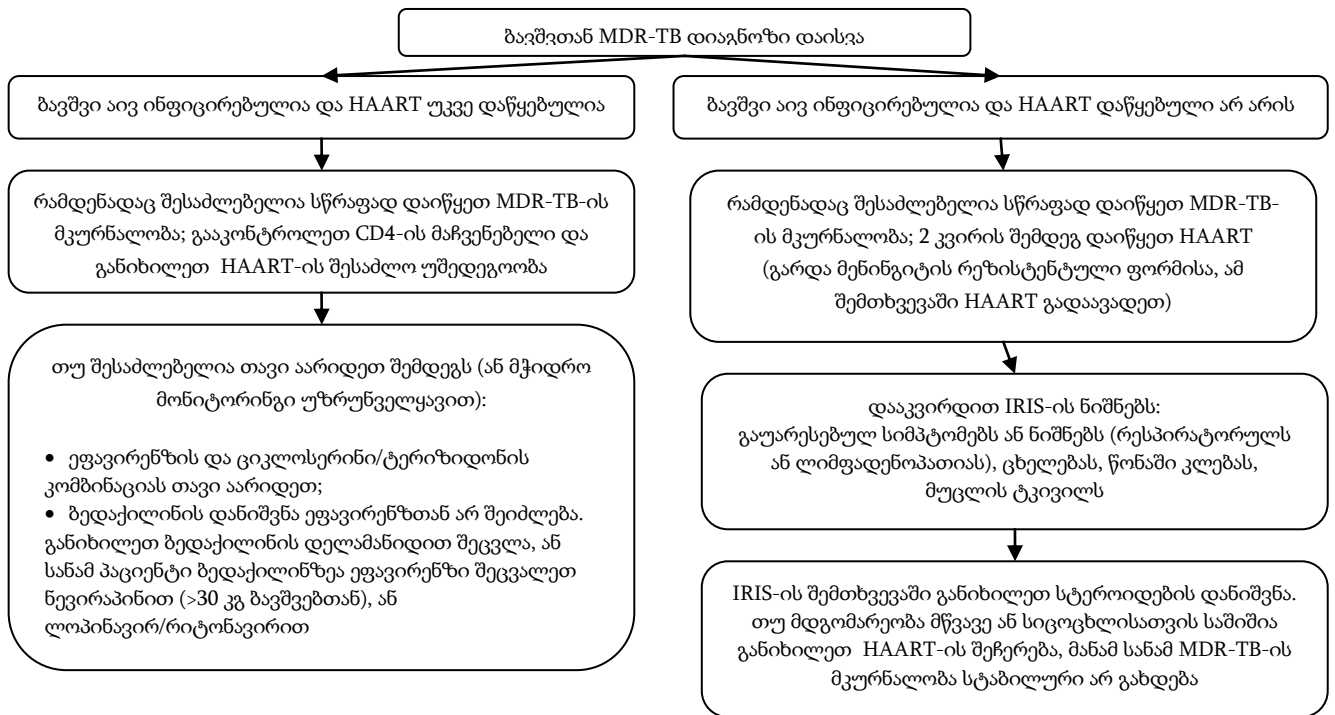 ბავშვთან MDR-TB დიაგნოზი დაისვა
ბავშვი აივ ინფიცირებულია და HAART უკვე დაწყებულია
რამდენადაც შესაძლებელია სწრაფად დაიწყეთ MDR-TB-ის
მკურნალობა; გააკონტროლეთ CD4-ის მაჩვენებელი და
განიხილეთ HAART-ის შესაძლო უშედეგოობა
თუ შესაძლებელია თავი აარიდეთ შემდეგს (ან მჭიდრო
მონიტორინგი უზრუნველყავით):
• ეფავირენზის და ციკლოსერინი/ტერიზიდონის
კომბინაციას თავი აარიდეთ;
• ბედაქილინის დანიშვნა ეფავირენზთან არ შეიძლება.
განიხილეთ ბედაქილინის დელამანიდით შეცვლა, ან
სანამ პაციენტი ბედაქილინზეა ეფავირენზი შეცვალეთ
ნევირაპინით (>30 კგ ბავშვებთან), ან
ლოპინავირ/რიტონავირით
ბავშვი აივ ინფიცირებულია და HAART დაწყებული არ არის
რამდენადაც შესაძლებელია სწრაფად დაიწყეთ MDR-TB-
ის მკურნალობა; 2 კვირის შემდეგ დაიწყეთ HAART
(გარდა მენინგიტის რეზისტენტული ფორმისა, ამ
შემთხვევაში HAART გადაავადეთ)
დააკვირდით IRIS-ის ნიშნებს:
გაუარესებულ სიმპტომებს ან ნიშნებს (რესპირატორულს
ან ლიმფადენოპათიას), ცხელებას, წონაში კლებას,
მუცლის ტკივილს
IRIS-ის შემთხვევაში განიხილეთ სტეროიდების დანიშვნა.
თუ მდგომარეობა მწვავე ან სიცოცხლისათვის საშიშია
განიხილეთ HAART-ის შეჩერება, მანამ სანამ MDR-TB-ის
მკურნალობა სტაბილური არ გახდება